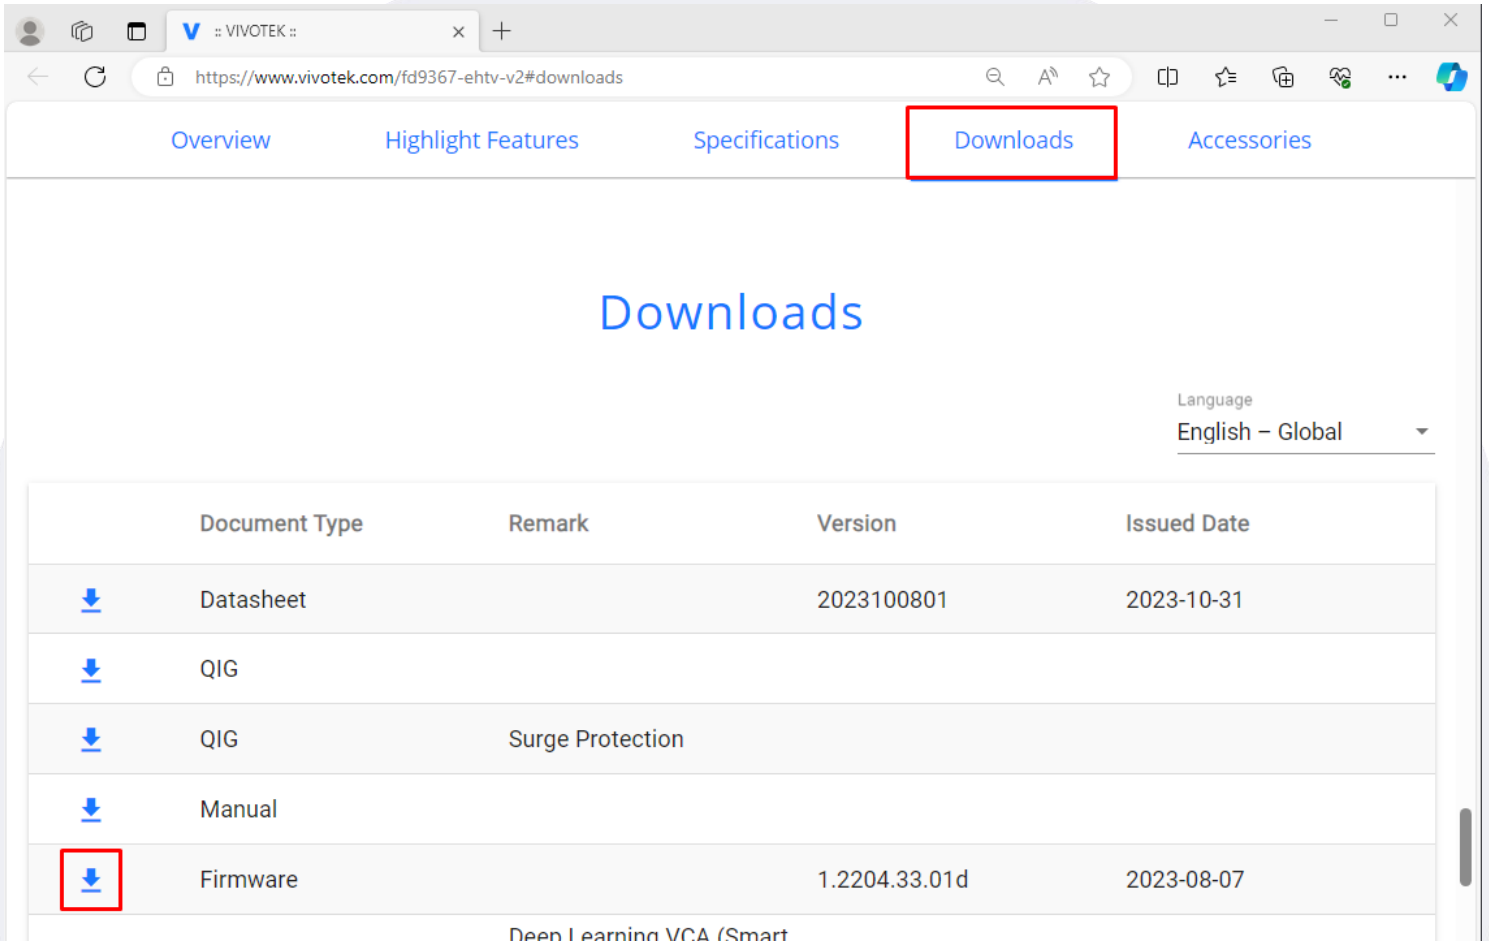 :: VIVOTEK ::
https://www.vivotek.com/fd9367-ehtv-v2#downloads
Overview Highlight Features Specifications Downloads Accessories
Downloads
Language
English – Global
Document Type Remark Version Issued Date
Datasheet 2023100801 2023-10-31
QIG
QIG Surge Protection
Manual
Firmware 1.2204.33.01d 2023-08-07
Deep Learning VCA (Smart